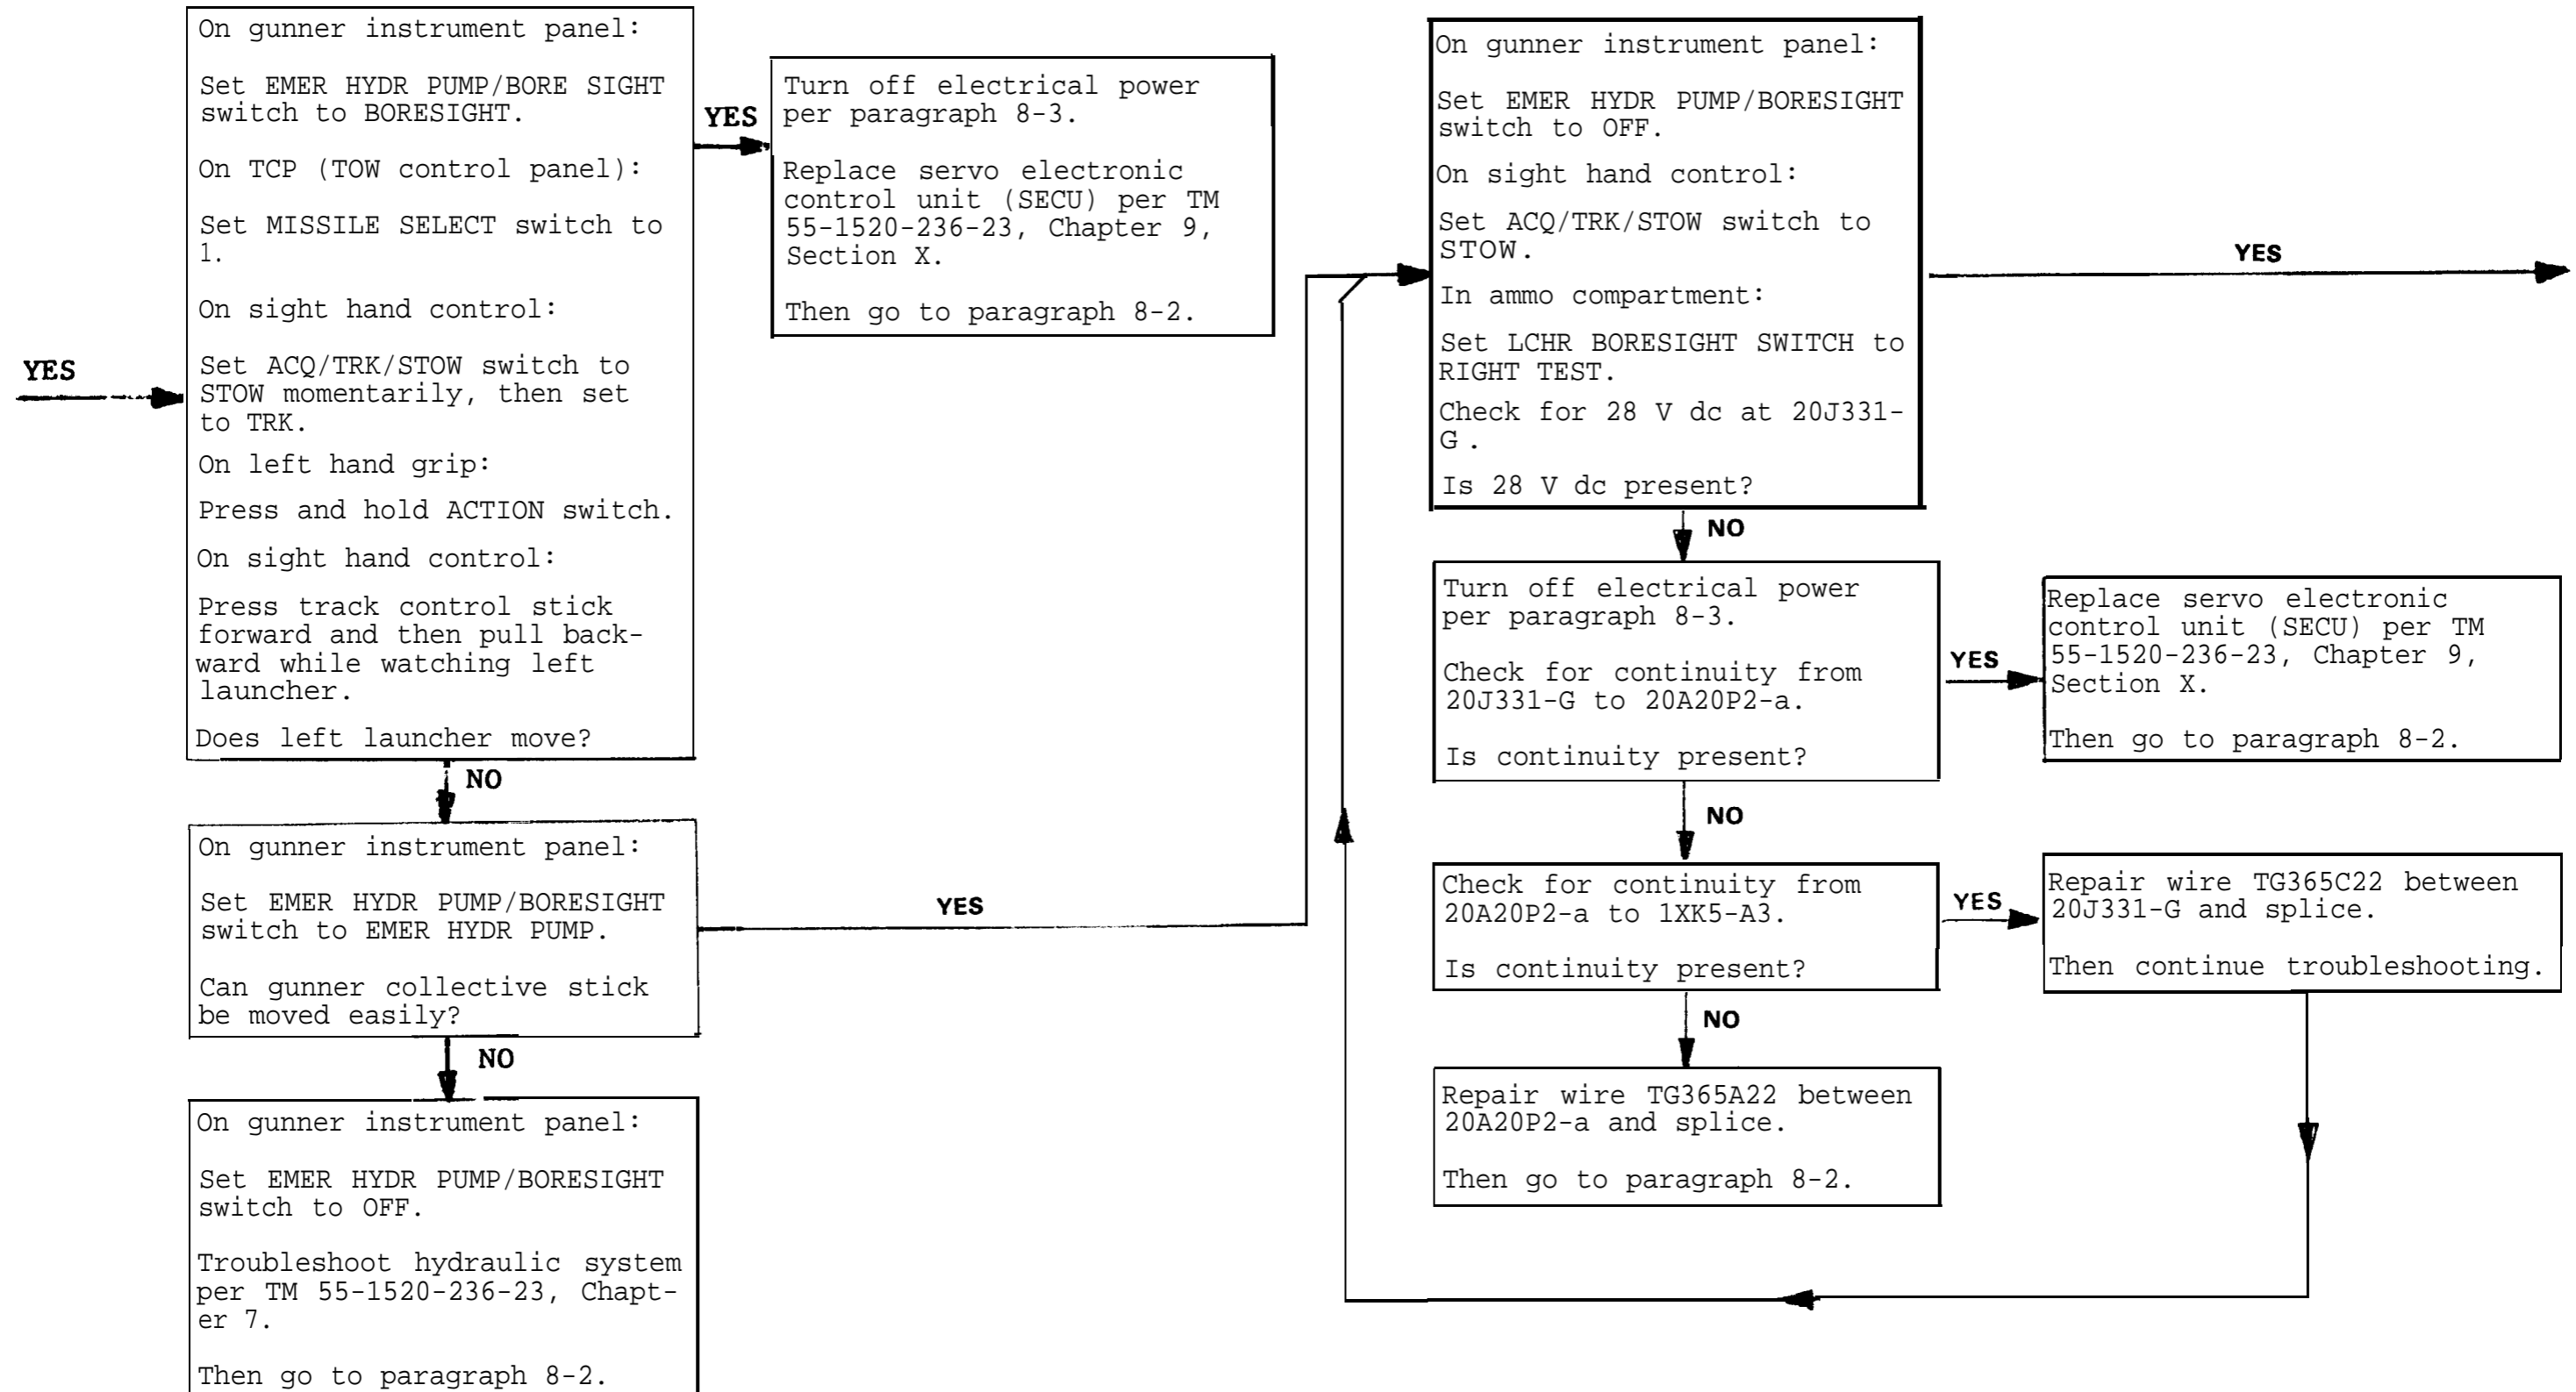 YES
On gunner instrument panel:
Set EMER HYDR PUMP/BORE SIGHT
switch to BORESIGHT.
On TCP (TOW control panel):
Set MISSILE SELECT switch to
1.
On sight hand control:
Set ACQ/TRK/STOW switch to
STOW momentarily, then set
to TRK.
On left hand grip:
Press and hold ACTION switch.
On sight hand control:
Press track control stick
forward and then pull back-
ward while watching left
launcher.
Does left launcher move?
YES
Turn off electrical power
per paragraph 8-3.
Replace servo electronic
control unit (SECU) per TM
55-1520-236-23, Chapter 9,
Section X.
Then go to paragraph 8-2.
NO
On gunner instrument panel:
Set EMER HYDR PUMP/BORESIGHT
switch to EMER HYDR PUMP.
Can gunner collective stick
be moved easily?
YES
NO
On gunner instrument panel:
Set EMER HYDR PUMP/BORESIGHT
switch to OFF.
Troubleshoot hydraulic system
per TM 55-1520-236-23, Chapt-
er 7.
Then go to paragraph 8-2.
On gunner instrument panel:
Set EMER HYDR PUMP/BORESIGHT
switch to OFF.
On sight hand control:
Set ACQ/TRK/STOW switch to
STOW.
In ammo compartment:
Set LCHR BORESIGHT SWITCH to
RIGHT TEST.
Check for 28 V dc at 20J331-
G .
Is 28 V dc present?
YES
NO
Turn off electrical power
per paragraph 8-3.
Check for continuity from
20J331-G to 20A20P2-a.
Is continuity present?
YES
Replace servo electronic
control unit (SECU) per TM
55-1520-236-23, Chapter 9,
Section X.
Then go to paragraph 8-2.
NO
Check for continuity from
20A20P2-a to 1XK5-A3.
Is continuity present?
YES
Repair wire TG365C22 between
20J331-G and splice.
Then continue troubleshooting.
NO
Repair wire TG365A22 between
20A20P2-a and splice.
Then go to paragraph 8-2.